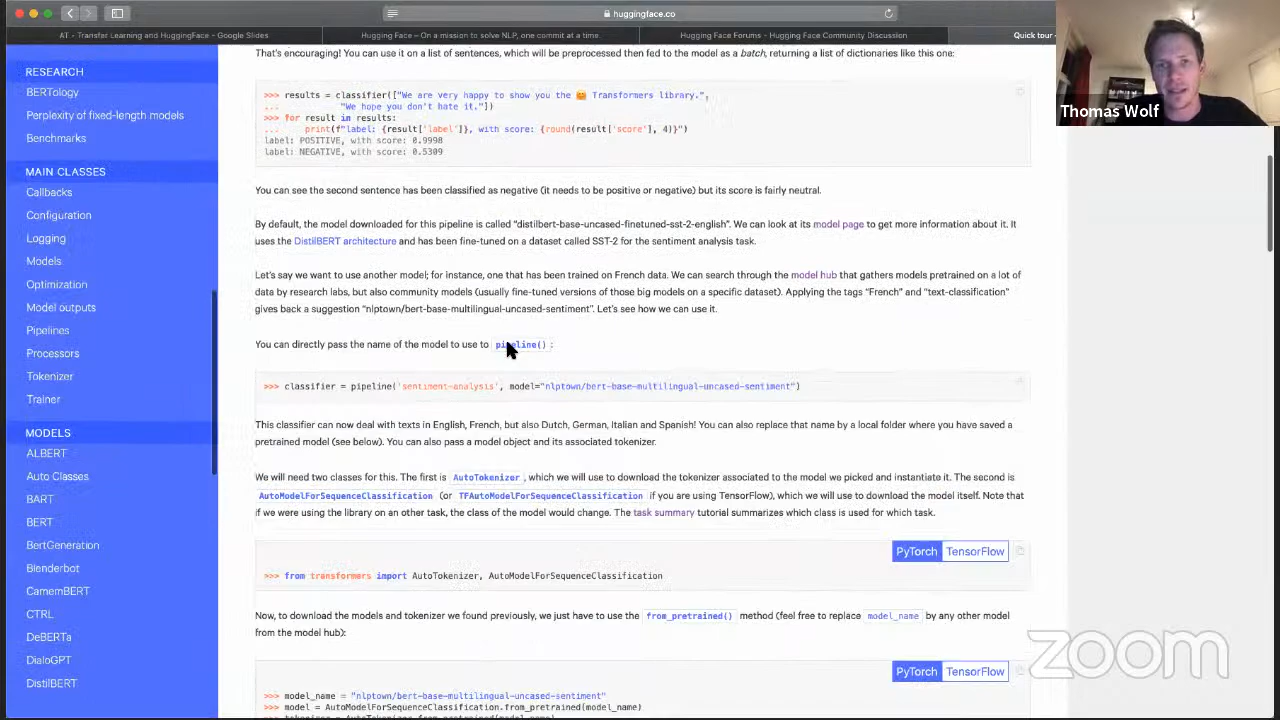 huggingface.co
AT - Transfer Learning and HuggingFace - Google Slides
Hugging Face – On a mission to solve NLP, one commit at a time.
Hugging Face Forums - Hugging Face Community Discussion
Quick tour -
Thomas Wolf
RESEARCH
BERTology
Perplexity of fixed-length models
Benchmarks
MAIN CLASSES
Callbacks
Configuration
Logging
Models
Optimization
Model outputs
Pipelines
Processors
Tokenizer
Trainer
MODELS
ALBERT
Auto Classes
BART
BERT
BertGeneration
Blenderbot
CamemBERT
CTRL
DeBERTa
DialoGPT
DistilBERT
That's encouraging! You can use it on a list of sentences, which will be preprocessed then fed to the model as a batch, returning a list of dictionaries like this one:
>>> results = classifier(["We are very happy to show you the 🤗 Transformers library.",
... "We hope you don't hate it."])
>>> for result in results:
... print(f"label: {result['label']}, with score: {round(result['score'], 4)}")
label: POSITIVE, with score: 0.9998
label: NEGATIVE, with score: 0.5309
You can see the second sentence has been classified as negative (it needs to be positive or negative) but its score is fairly neutral.
By default, the model downloaded for this pipeline is called “distilbert-base-uncased-finetuned-sst-2-english”. We can look at its model page to get more information about it. It
uses the DistilBERT architecture and has been fine-tuned on a dataset called SST-2 for the sentiment analysis task.
Let's say we want to use another model; for instance, one that has been trained on French data. We can search through the model hub that gathers models pretrained on a lot of
data by research labs, but also community models (usually fine-tuned versions of those big models on a specific dataset). Applying the tags “French” and “text-classification”
gives back a suggestion “nlptown/bert-base-multilingual-uncased-sentiment”. Let's see how we can use it.
You can directly pass the name of the model to use to pipeline() :
>>> classifier = pipeline('sentiment-analysis', model="nlptown/bert-base-multilingual-uncased-sentiment")
This classifier can now deal with texts in English, French, but also Dutch, German, Italian and Spanish! You can also replace that name by a local folder where you have saved a
pretrained model (see below). You can also pass a model object and its associated tokenizer.
We will need two classes for this. The first is AutoTokenizer, which we will use to download the tokenizer associated to the model we picked and instantiate it. The second is
AutoModelForSequenceClassification (or TFAutoModelForSequenceClassification if you are using TensorFlow), which we will use to download the model itself. Note that
if we were using the library on an other task, the class of the model would change. The task summary tutorial summarizes which class is used for which task.
PyTorch TensorFlow
>>> from transformers import AutoTokenizer, AutoModelForSequenceClassification
Now, to download the models and tokenizer we found previously, we just have to use the from_pretrained() method (feel free to replace model_name by any other model
from the model hub):
PyTorch TensorFlow
>>> model_name = "nlptown/bert-base-multilingual-uncased-sentiment"
>>> model = AutoModelForSequenceClassification.from_pretrained(model_name)
>>> tokenizer = AutoTokenizer.from_pretrained(model_name)
zoom